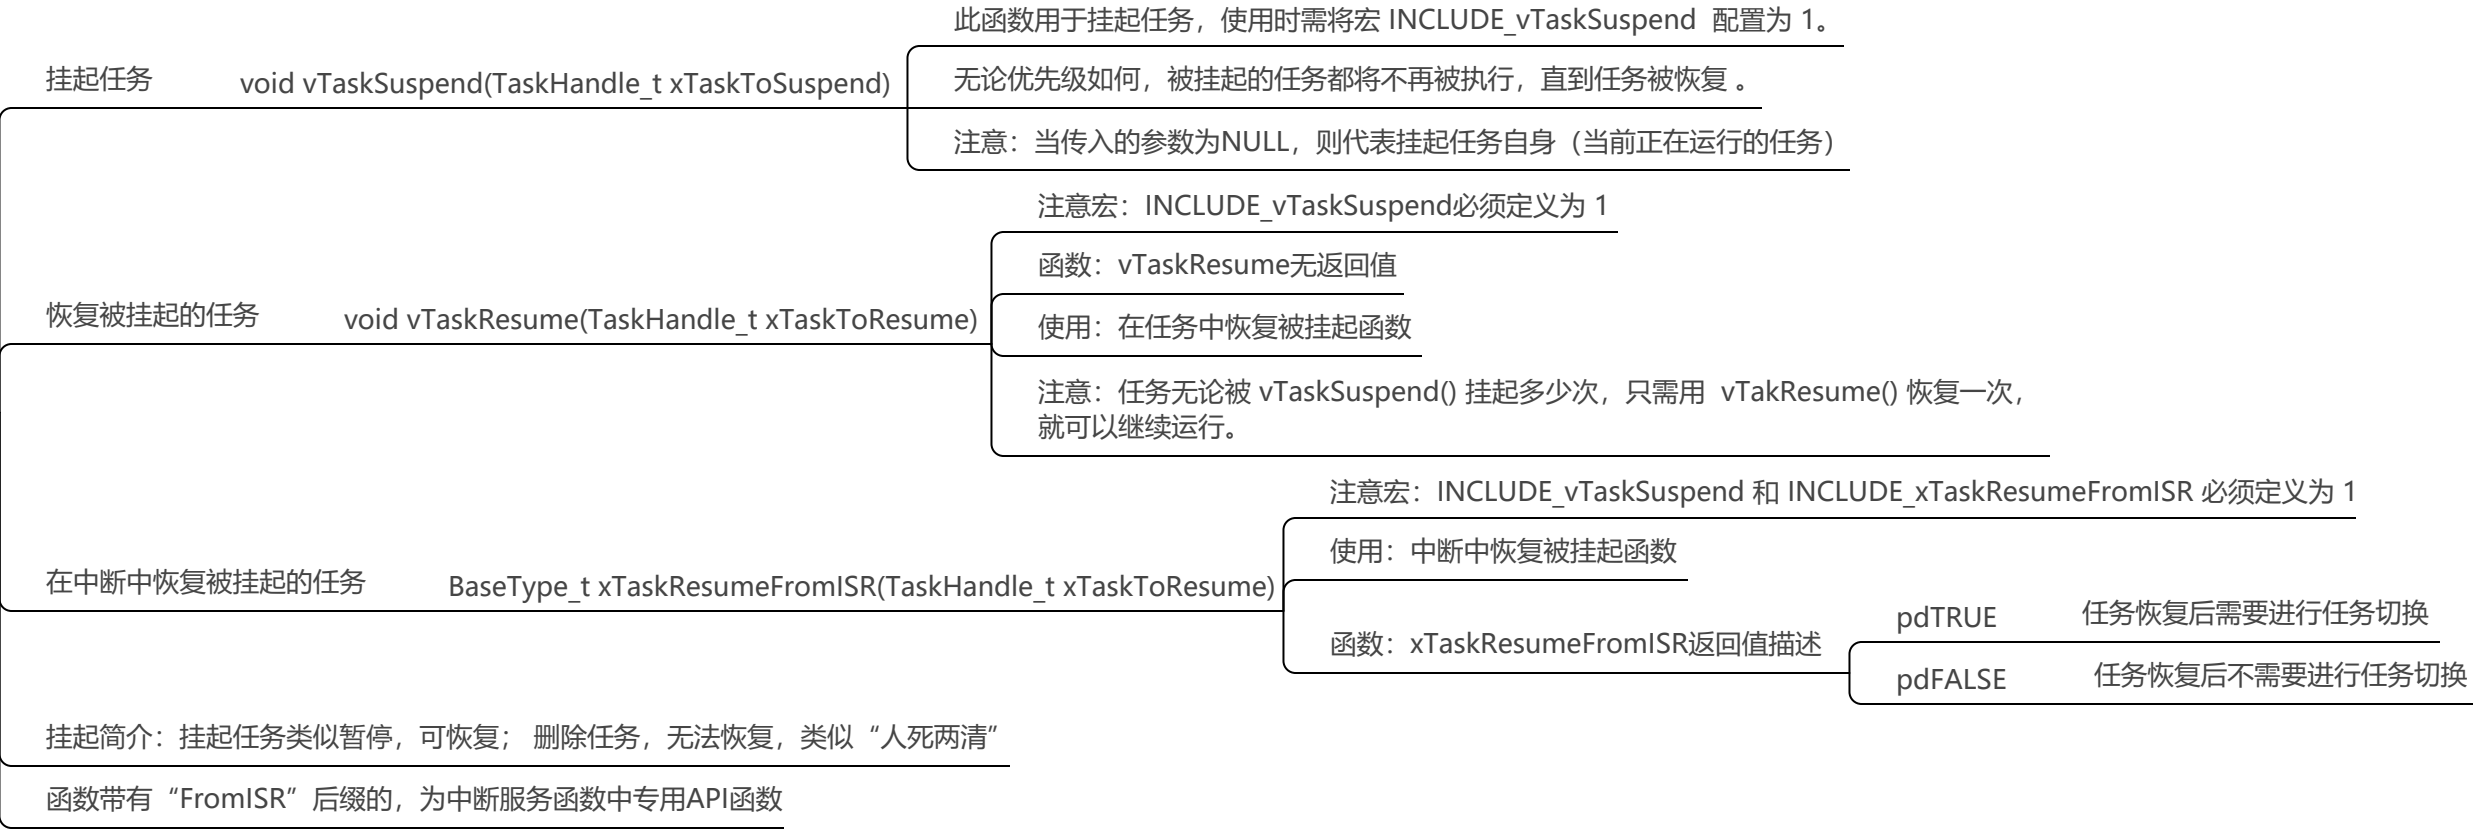 挂起任务
void vTaskSuspend(TaskHandle_t xTaskToSuspend)
此函数用于挂起任务，使用时需将宏 INCLUDE_vTaskSuspend 配置为 1。
无论优先级如何，被挂起的任务都将不再被执行，直到任务被恢复 。
注意：当传入的参数为NULL，则代表挂起任务自身（当前正在运行的任务）
恢复被挂起的任务
void vTaskResume(TaskHandle_t xTaskToResume)
注意宏：INCLUDE_vTaskSuspend必须定义为 1
函数：vTaskResume无返回值
使用：在任务中恢复被挂起函数
注意：任务无论被 vTaskSuspend() 挂起多少次，只需用 vTakResume() 恢复一次，
就可以继续运行。
在中断中恢复被挂起的任务
BaseType_t xTaskResumeFromISR(TaskHandle_t xTaskToResume)
注意宏：INCLUDE_vTaskSuspend 和 INCLUDE_xTaskResumeFromISR 必须定义为 1
使用：中断中恢复被挂起函数
函数：xTaskResumeFromISR返回值描述
pdTRUE
任务恢复后需要进行任务切换
pdFALSE
任务恢复后不需要进行任务切换
挂起简介：挂起任务类似暂停，可恢复； 删除任务，无法恢复，类似“人死两清”
函数带有“FromISR”后缀的，为中断服务函数中专用API函数